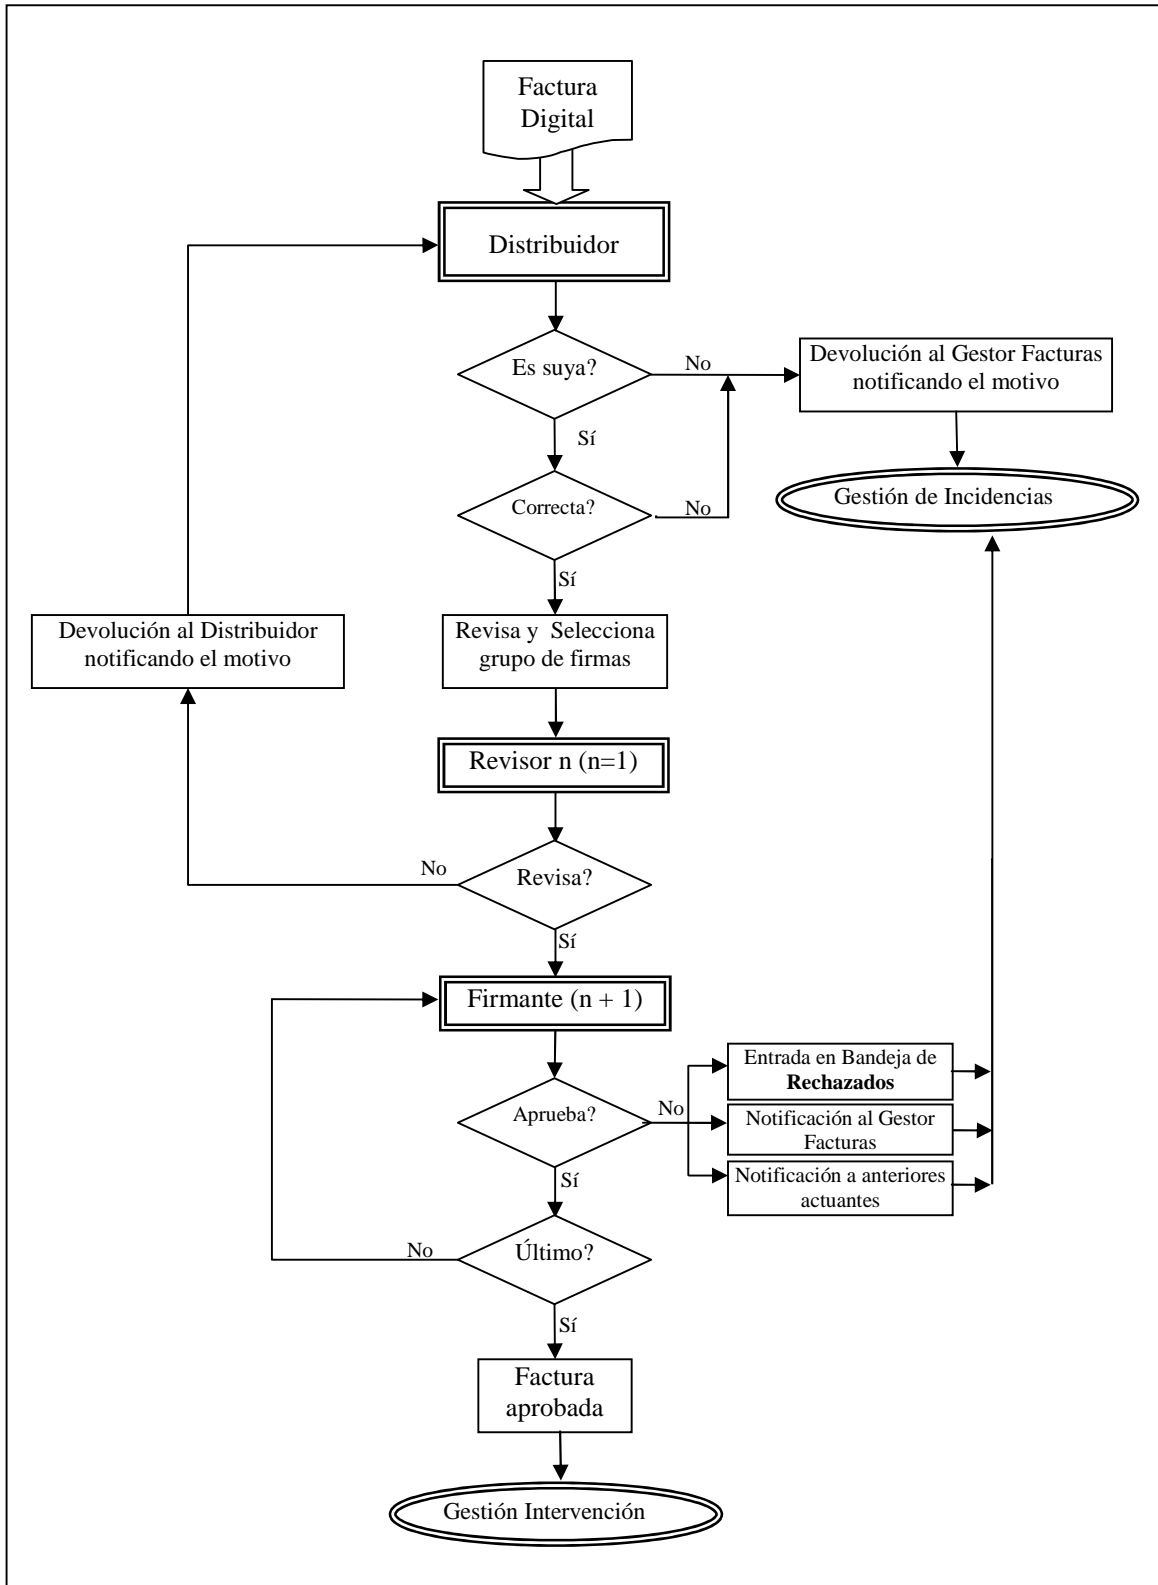 Factura
Digital
Distribuidor
Es suya?
No
Devolución al Gestor Facturas
notificando el motivo
Sí
Gestión de Incidencias
Correcta?
No
Sí
Devolución al Distribuidor
notificando el motivo
Revisa y Selecciona
grupo de firmas
Revisor n (n=1)
No
Revisa?
Sí
Firmante (n + 1)
Aprueba?
No
Entrada en Bandeja de
Rechazados
Notificación al Gestor
Facturas
Notificación a anteriores
actuantes
Sí
No
Último?
Sí
Factura
aprobada
Gestión Intervención